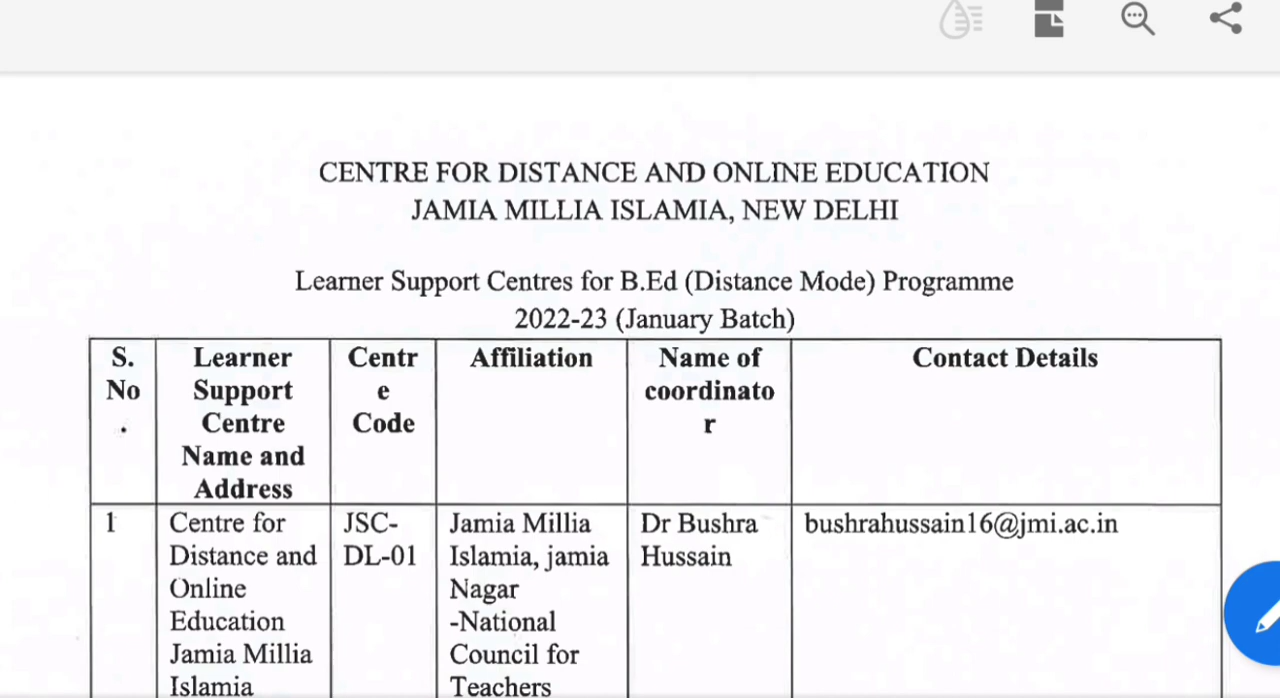 CENTRE FOR DISTANCE AND ONLINE EDUCATION
JAMIA MILLIA ISLAMIA, NEW DELHI
Learner Support Centres for B.Ed (Distance Mode) Programme
2022-23 (January Batch)
S.
No
.
Learner
Support
Centre
Name and
Address
Centr
e
Code
Affiliation
Name of
coordinato
r
Contact Details
1
Centre for
Distance and
Online
Education
Jamia Millia
Islamia
JSC-
DL-01
Jamia Millia
Islamia, jamia
Nagar
-National
Council for
Teachers
Dr Bushra
Hussain
bushrahussain16@jmi.ac.in